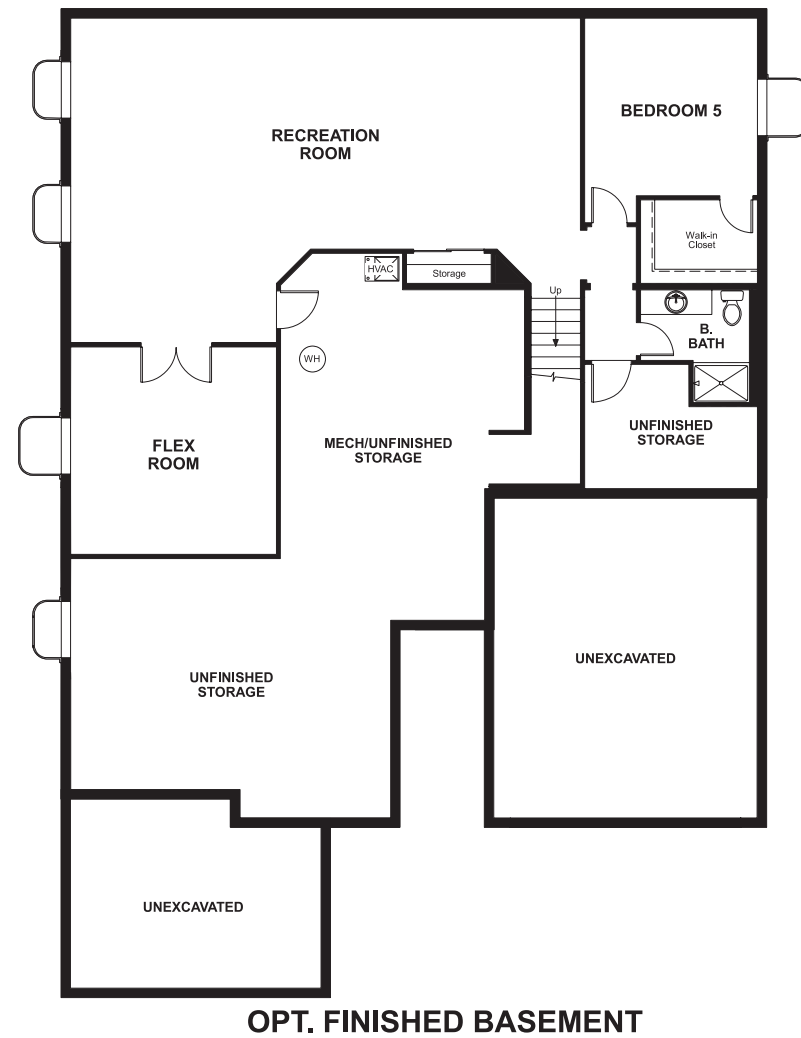 BEDROOM 5
RECREATION
ROOM
Walk-in
Closet
HVAC
Storage
Up
B.
BATH
WH
UNFINISHED
STORAGE
FLEX
ROOM
MECH/UNFINISHED
STORAGE
UNEXCAVATED
UNFINISHED
STORAGE
UNEXCAVATED
OPT. FINISHED BASEMENT